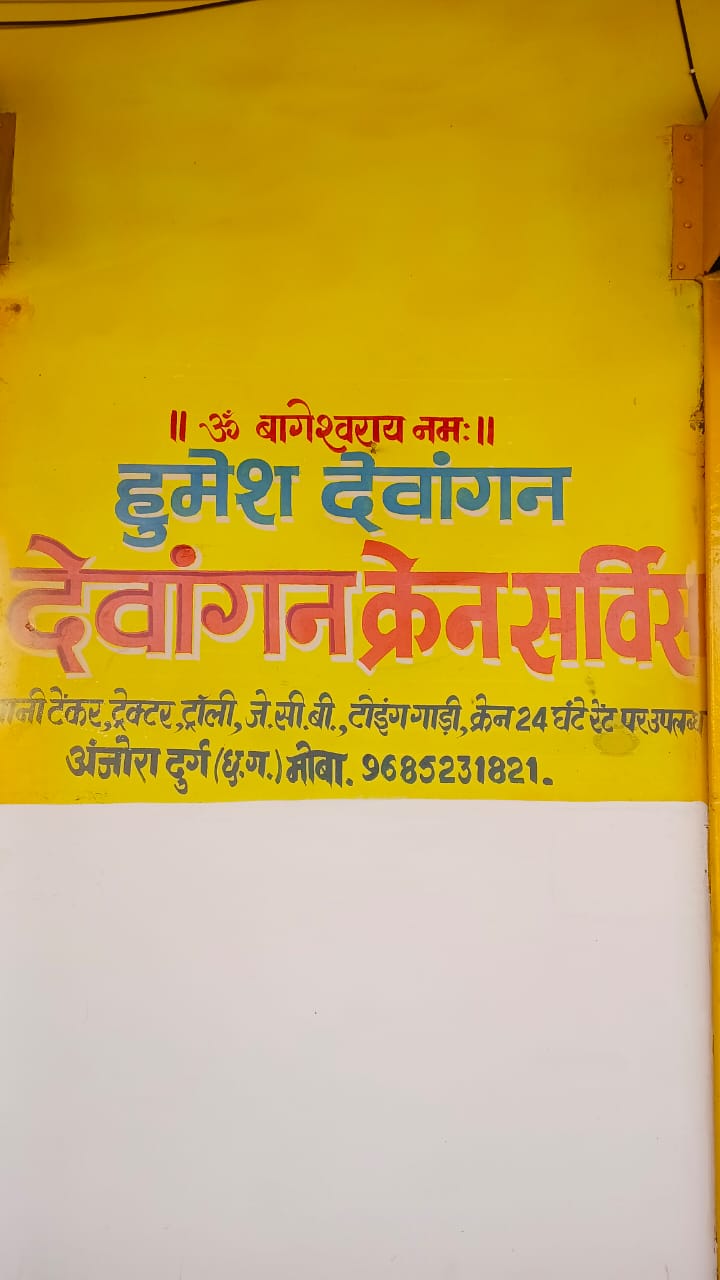 ॥ ॐ बागेश्वराय नमः॥
हुमेश देवांगन
देवांगन क्रेन सर्विस
पानी टेंकर, ट्रेक्टर, ट्रॉली, जे.सी.बी., टोइंग गाड़ी, क्रेन 24 घंटे रेंट पर उपलब्ध
अंजोरा दुर्ग (छ.ग.) मोबा. 9685231821.